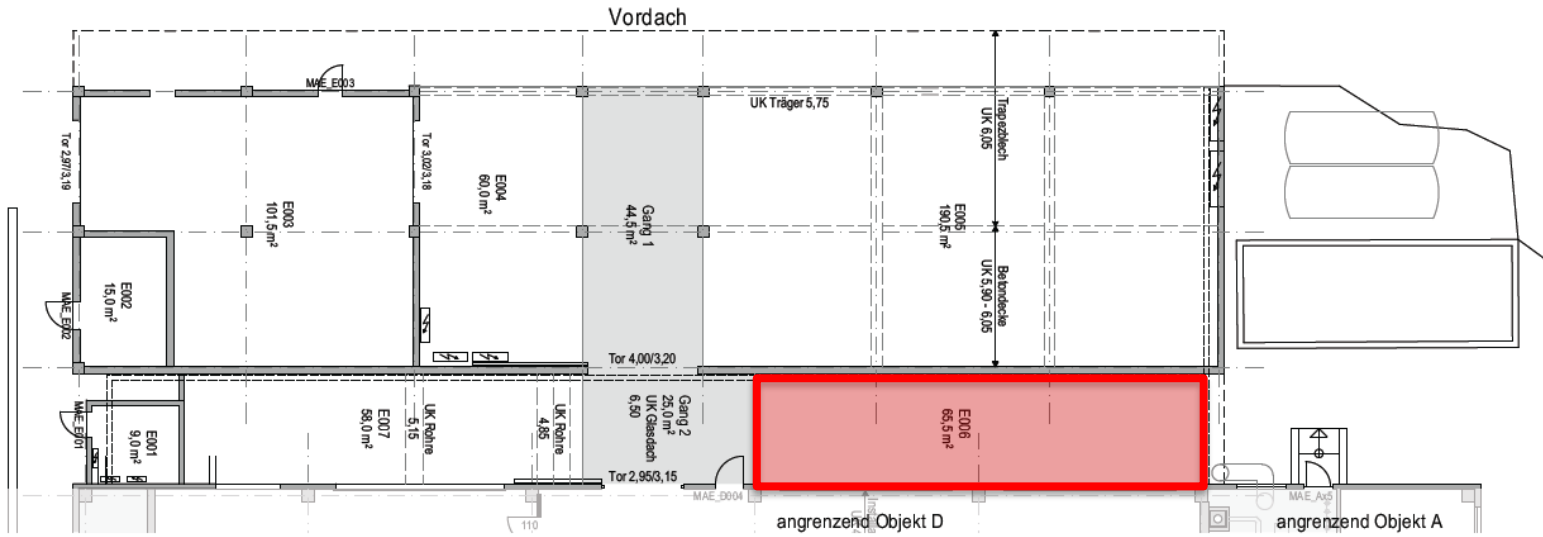 Vordach
MAE_E003
UK Träger 5,75
Trapezblech
UK 6,05
Tor 2,97/3,19
Tor 3,02/3,18
E004
60,0 m²
E003
101,5 m²
Gang 1
44,5 m²
E005
190,5 m²
E002
15,0 m²
MAE_E002
Betondecke
UK 5,90 - 6,05
Tor 4,00/3,20
MAE_E001
E001
9,0 m²
E007
58,0 m²
UK Rohre
5,15
UK Rohre
4,85
Gang 2
25,0 m²
UK Glasdach
6,50
E006
65,5 m²
Tor 2,95/3,15
MAE_D004
MAE_Ax5
110
angrenzend Objekt D
angrenzend Objekt A